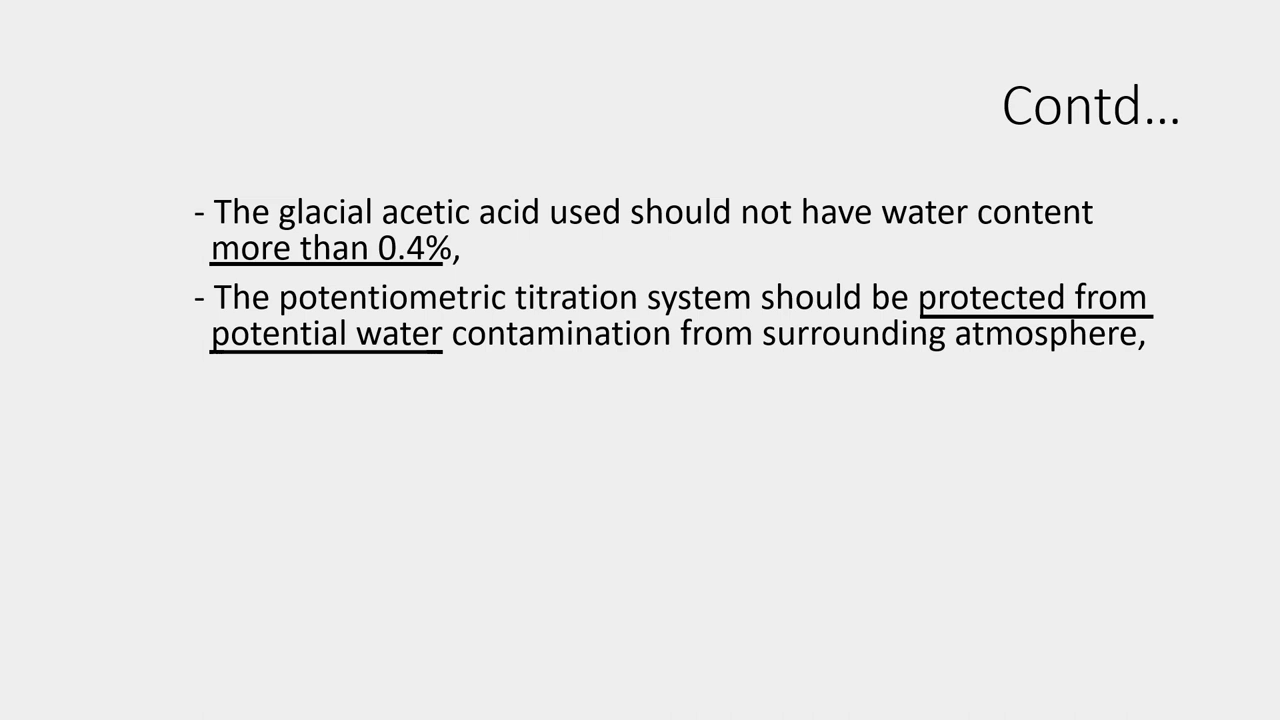 Contd...
- The glacial acetic acid used should not have water content
more than 0.4%,
- The potentiometric titration system should be protected from
potential water contamination from surrounding atmosphere,